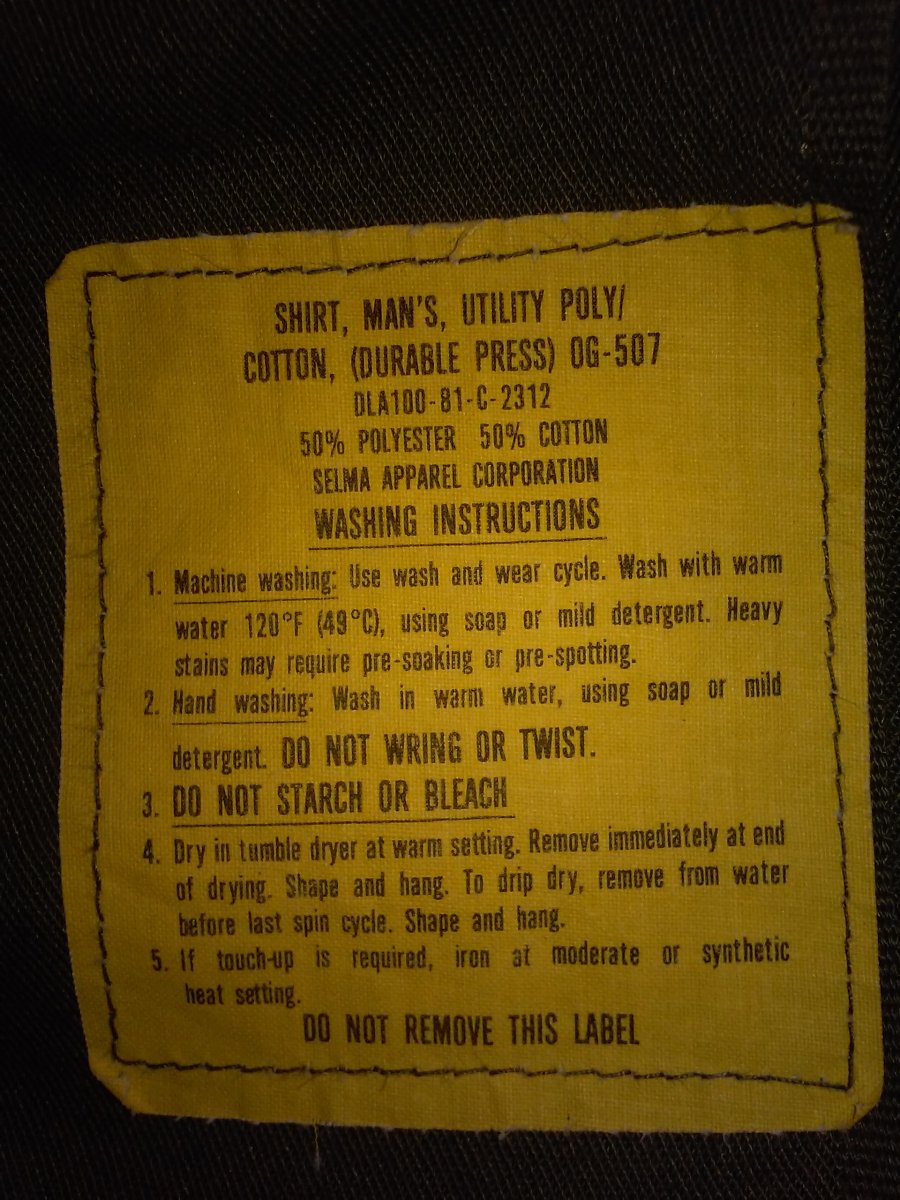 SHIRT, MAN'S, UTILITY POLY/
COTTON, (DURABLE PRESS) OG-507
DLA100-81-C-2312
50% POLYESTER 50% COTTON
SELMA APPAREL CORPORATION
WASHING INSTRUCTIONS
1. Machine washing: Use wash and wear cycle. Wash with warm
water 120°F (49°C), using soap or mild detergent. Heavy
stains may require pre-soaking or pre-spotting.
2. Hand washing: Wash in warm water, using soap or mild
detergent. DO NOT WRING OR TWIST.
3. DO NOT STARCH OR BLEACH
4. Dry in tumble dryer at warm setting. Remove immediately at end
of drying. Shape and hang. To drip dry, remove from water
before last spin cycle. Shape and hang.
5. If touch-up is required, iron at moderate or synthetic
heat setting.
DO NOT REMOVE THIS LABEL